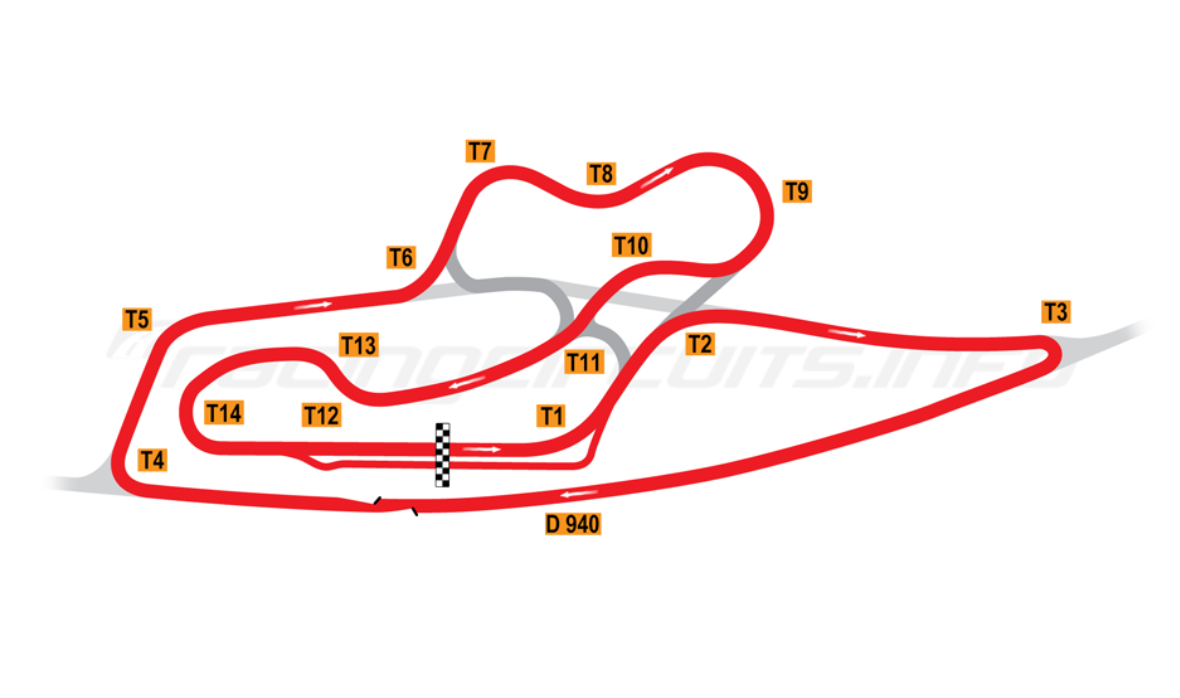 T7
T8
T9
T10
T6
T3
T5
T2
T13
T11
RACINGCIRCUITS.INFO
T14
T12
T1
T4
D 940